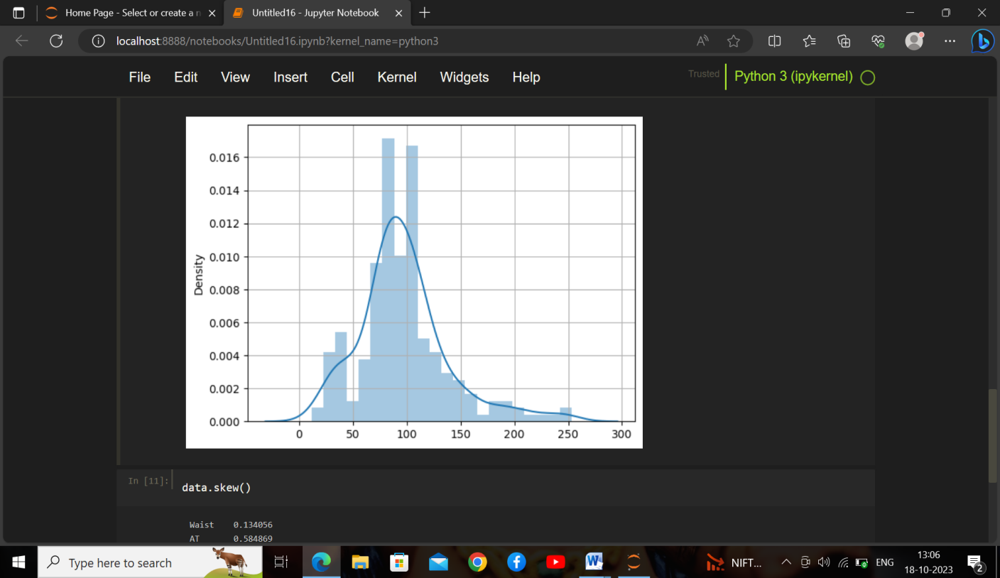 Home Page - Select or create a n
Untitled16 - Jupyter Notebook
localhost:8888/notebooks/Untitled16.ipynb?kernel_name=python3
File Edit View Insert Cell Kernel Widgets Help
Trusted
Python 3 (ipykernel)
0.016
0.014
0.012
0.010
0.008
0.006
0.004
0.002
0.000
Density
0 50 100 150 200 250 300
In [11]:
data.skew()
Waist 0.134056
AT 0.584869
Type here to search
NIFT...
ENG
13:06
18-10-2023
2